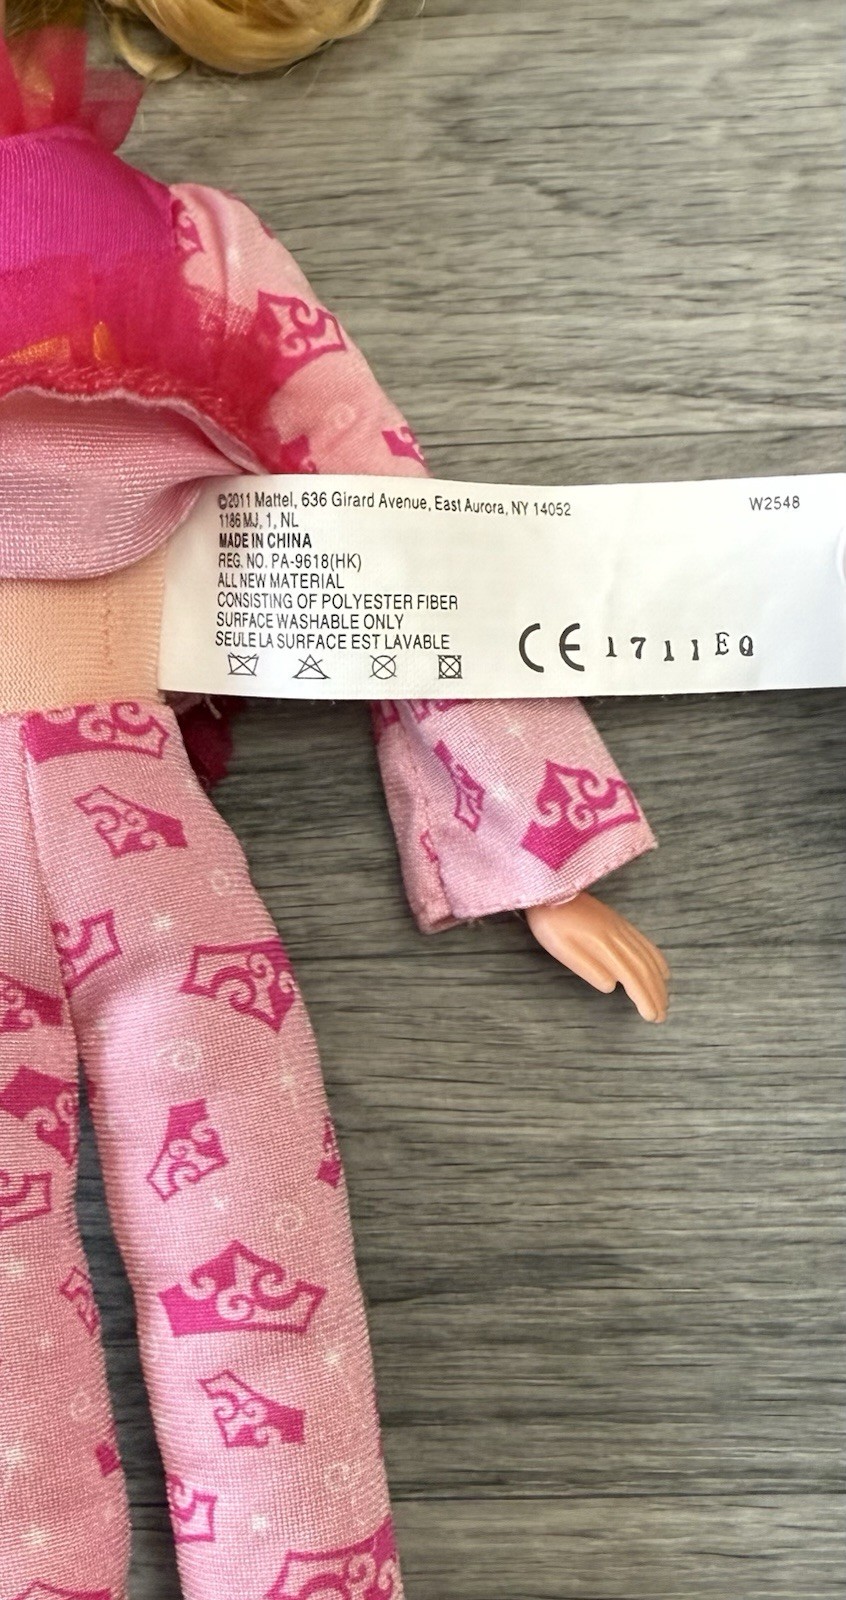 ©2011 Mattel, 636 Girard Avenue, East Aurora, NY 14052 W2548
1186 MJ, 1, NL
MADE IN CHINA
REG. NO. PA-9618(HK)
ALL NEW MATERIAL
CONSISTING OF POLYESTER FIBER
SURFACE WASHABLE ONLY
SEULE LA SURFACE EST LAVABLE
CE 1711EQ